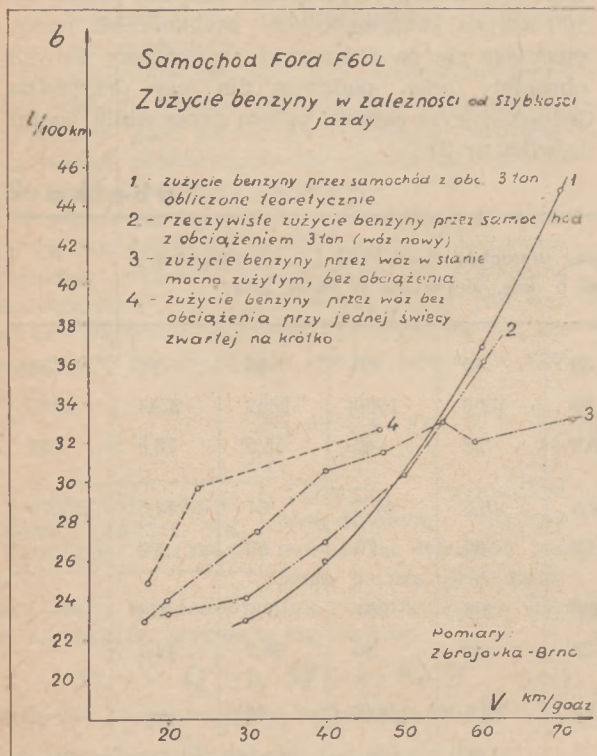 b
Samochód Ford F60L
Zużycie benzyny w zależności od szybkości
jazdy
l/100km
1 - zużycie benzyny przez samochód z obc. 3 ton
obliczone teoretycznie
2 - rzeczywiste zużycie benzyny przez samochód
z obciążeniem 3 ton (wóz nowy)
3 - zużycie benzyny przez wóz w stanie
mocno zużytym, bez obciążenia
4 - zużycie benzyny przez wóz bez
obciążenia przy jednej świecy
zwartej na krótko
46
44
42
40
38
36
33
32
30
28
26
24
22
20
1
2
3
4
Pomiary:
Zbrojovka-Brno
V km/godz
20 30 40 50 60 70